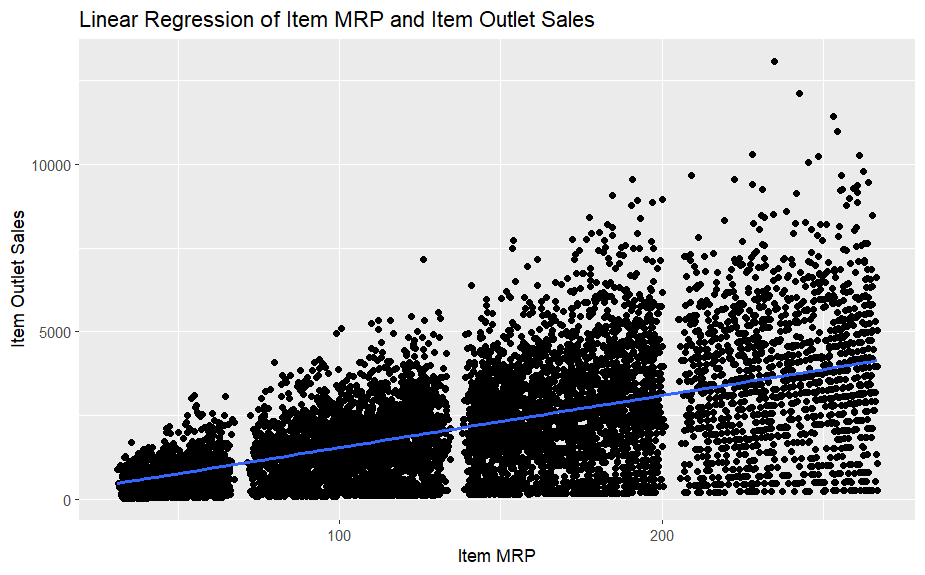 Linear Regression of Item MRP and Item Outlet Sales
Item Outlet Sales
10000
5000
0
100
200
Item MRP